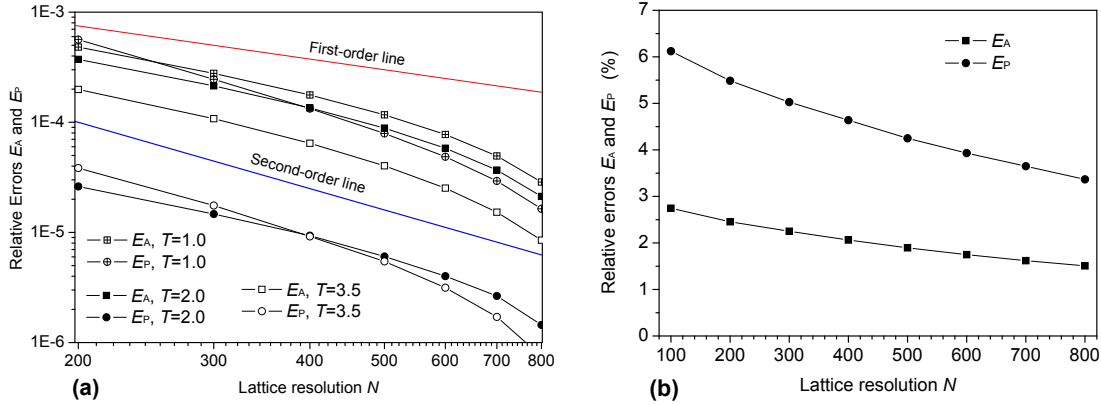 1E-3
1E-4
1E-5
1E-6
Relative Errors EA and EP
First-order line
Second-order line
EA, T=1.0
EP, T=1.0
EA, T=2.0
EP, T=2.0
EA, T=3.5
EP, T=3.5
200 300 400 500 600 700 800
Lattice resolution N
(a)
7
6
5
4
3
2
1
0
Relative errors EA and EP (%)
EA
EP
100 200 300 400 500 600 700 800
Lattice resolution N
(b)